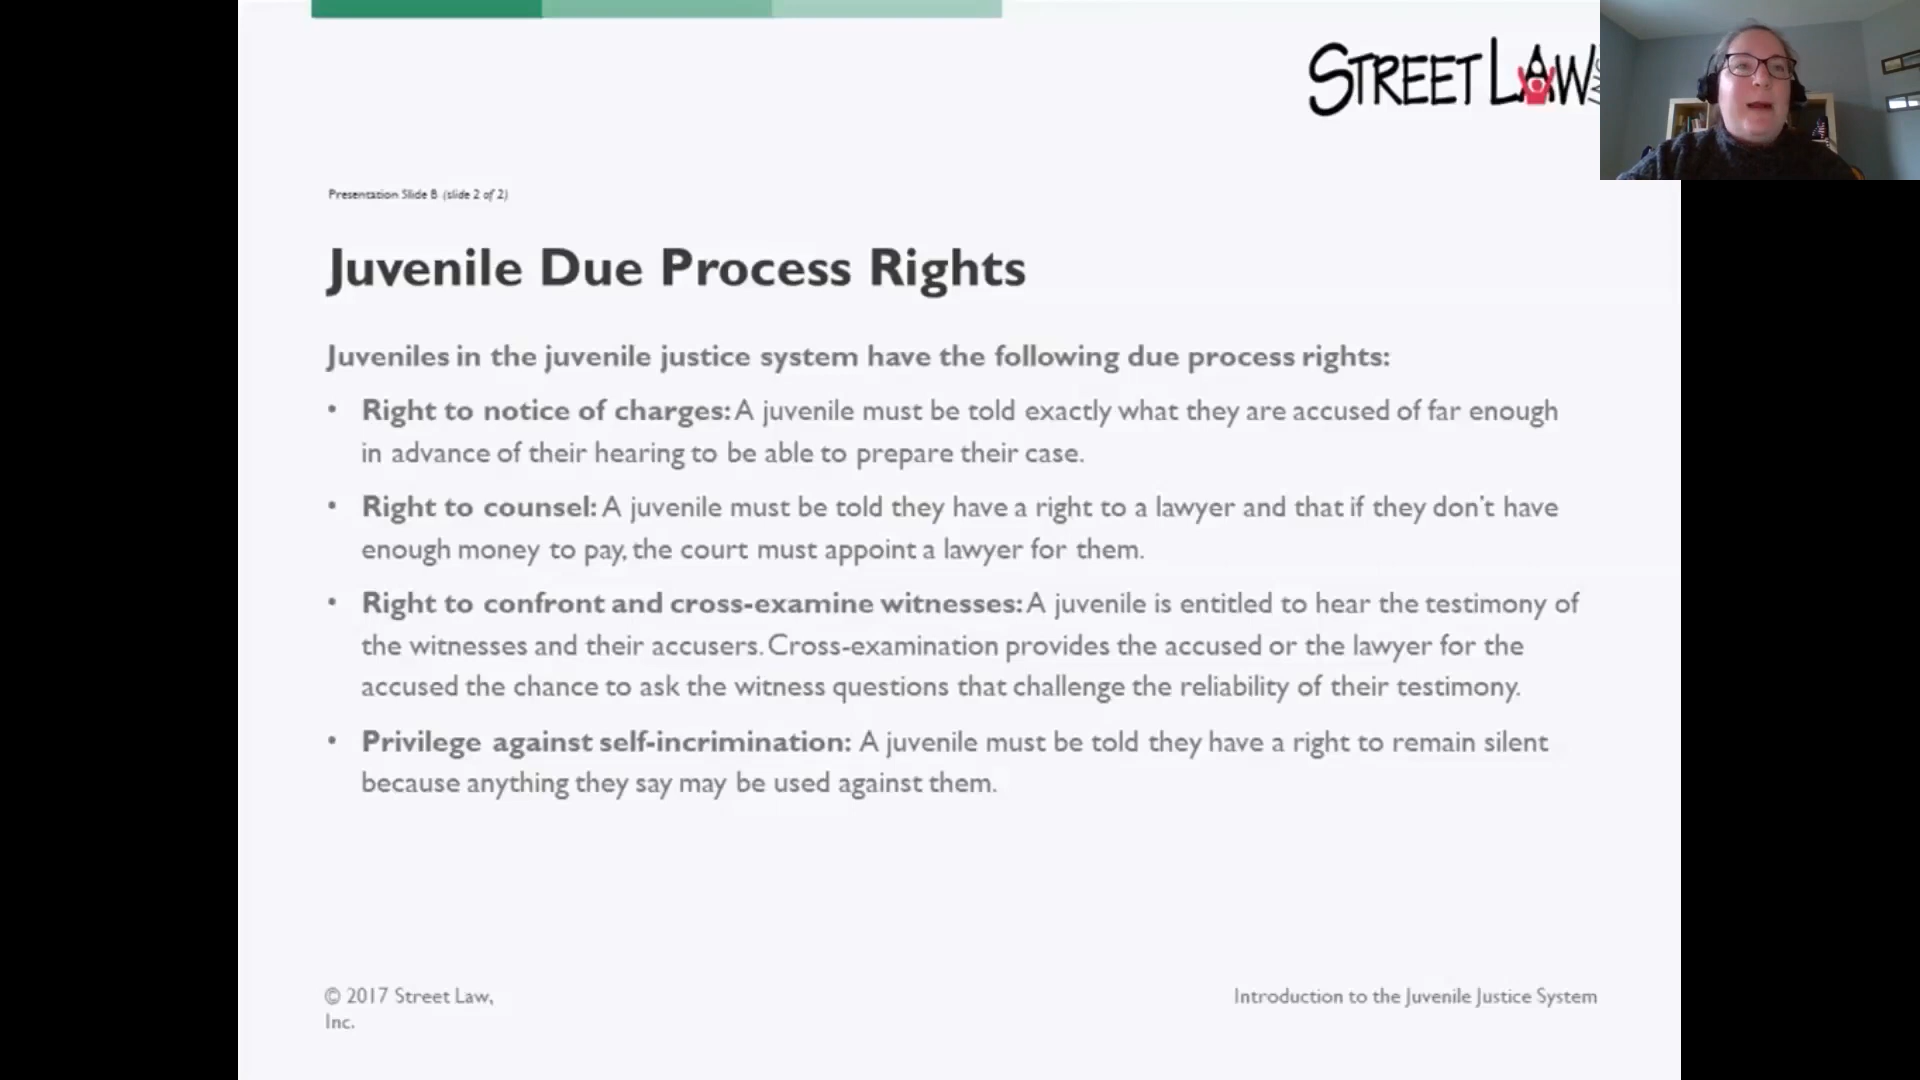 STREET LAW
Presentation Slide B (slide 2 of 2)
Juvenile Due Process Rights
Juveniles in the juvenile justice system have the following due process rights:
• Right to notice of charges: A juvenile must be told exactly what they are accused of far enough
in advance of their hearing to be able to prepare their case.
• Right to counsel: A juvenile must be told they have a right to a lawyer and that if they don't have
enough money to pay, the court must appoint a lawyer for them.
• Right to confront and cross-examine witnesses: A juvenile is entitled to hear the testimony of
the witnesses and their accusers. Cross-examination provides the accused or the lawyer for the
accused the chance to ask the witness questions that challenge the reliability of their testimony.
• Privilege against self-incrimination: A juvenile must be told they have a right to remain silent
because anything they say may be used against them.
© 2017 Street Law,
Inc.
Introduction to the Juvenile Justice System